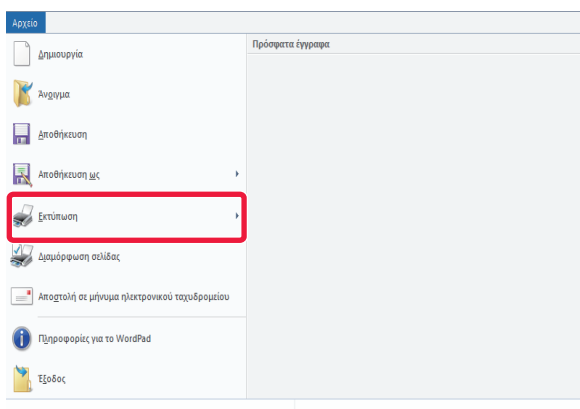 Αρχείο
Πρόσφατα έγγραφα
Δημιουργία
Άνοιγμα
Αποθήκευση
Αποθήκευση ως
Εκτύπωση
Διαμόρφωση σελίδας
Αποστολή σε μήνυμα ηλεκτρονικού ταχυδρομείου
Πληροφορίες για το WordPad
Έξοδος